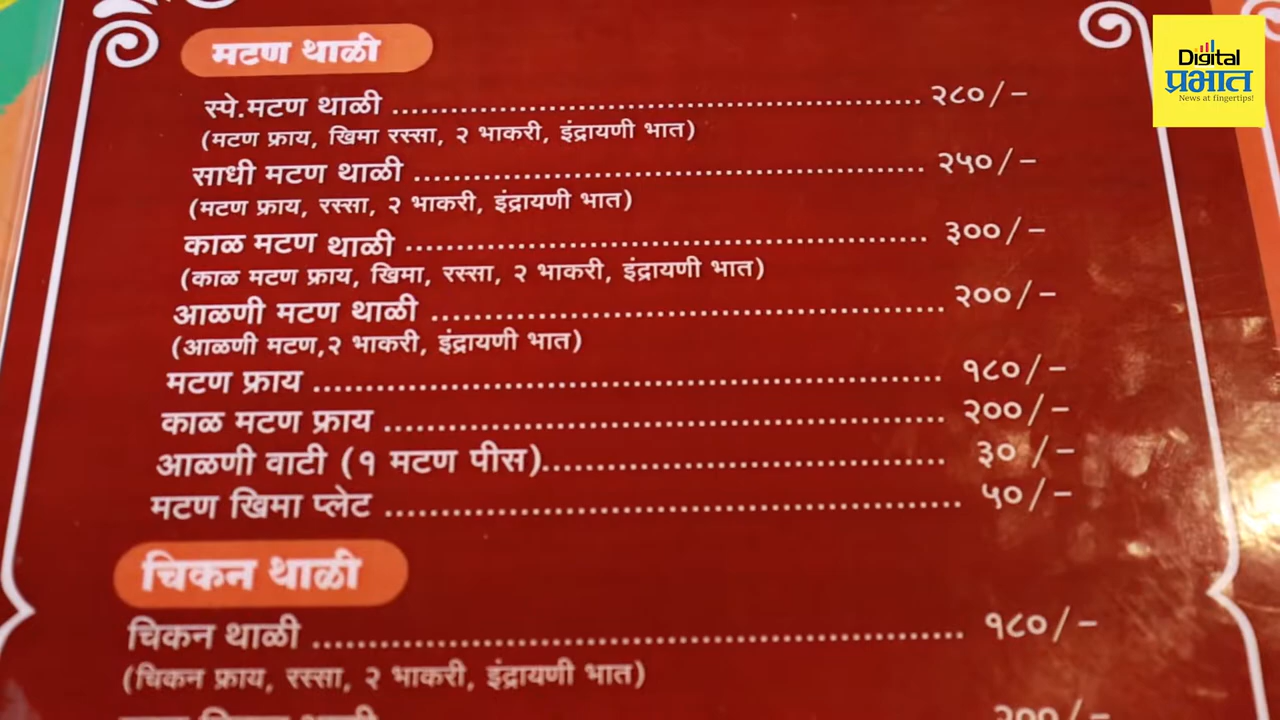 Digital
प्रभात
News at fingertips!
मटण थाळी
स्पे.मटण थाळी ........ २८०/-
(मटण फ्राय, खिमा रस्सा, २ भाकरी, इंद्रायणी भात)
साधी मटण थाळी ........ २५०/-
(मटण फ्राय, रस्सा, २ भाकरी, इंद्रायणी भात)
काळ मटण थाळी ........ ३००/-
(काळ मटण फ्राय, खिमा, रस्सा, २ भाकरी, इंद्रायणी भात)
आळणी मटण थाळी ........ २००/-
(आळणी मटण,२ भाकरी, इंद्रायणी भात)
मटण फ्राय ........ १८०/-
काळ मटण फ्राय ........ २००/-
आळणी वाटी (१ मटण पीस)........ ३०/-
मटण खिमा प्लेट ........ ५०/-
चिकन थाळी
चिकन थाळी ........ १८०/-
(चिकन फ्राय, रस्सा, २ भाकरी, इंद्रायणी भात)